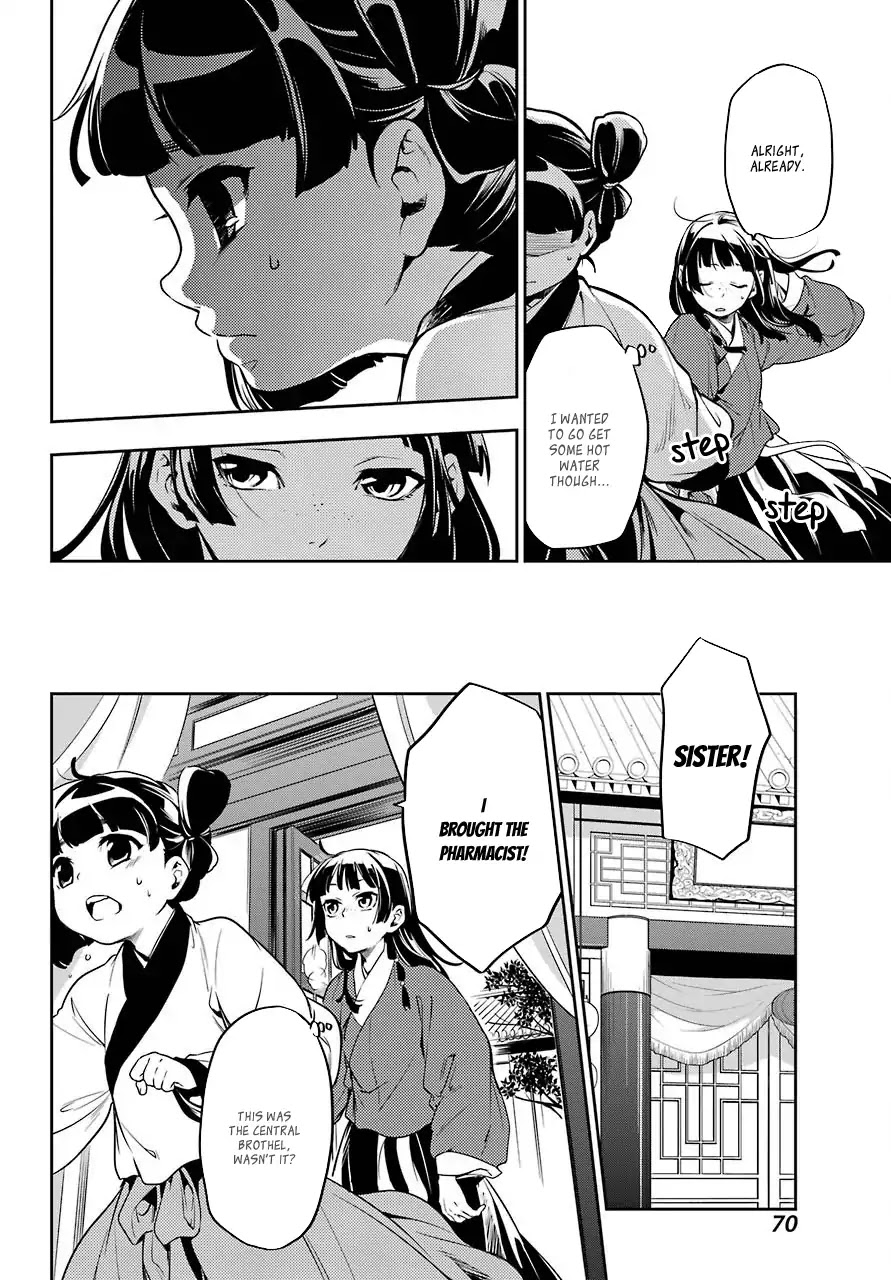 ALRIGHT,
ALREADY.
I WANTED
TO GO GET
SOME HOT
WATER
THOUGH...
step
step
SISTER!
I
BROUGHT THE
PHARMACIST!
THIS WAS
THE CENTRAL
BROTHEL,
WASN'T IT?
70